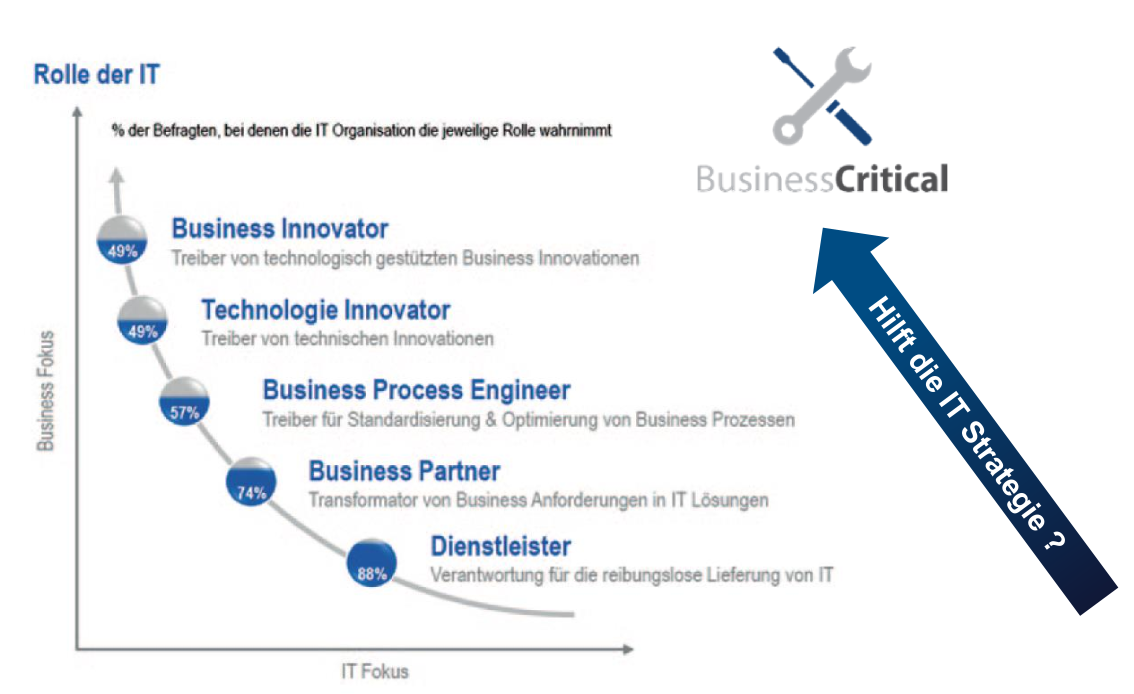 Rolle der IT
% der Befragten, bei denen die IT Organisation die jeweilige Rolle wahrnimmt
BusinessCritical
Business Innovator
49%
Treiber von technologisch gestützten Business Innovationen
Technologie Innovator
49%
Treiber von technischen Innovationen
Business Process Engineer
57%
Treiber für Standardisierung & Optimierung von Business Prozessen
Business Partner
74%
Transformator von Business Anforderungen in IT Lösungen
Dienstleister
88%
Verantwortung für die reibungslose Lieferung von IT
Business Fokus
IT Fokus
Hilft die IT Strategie ?